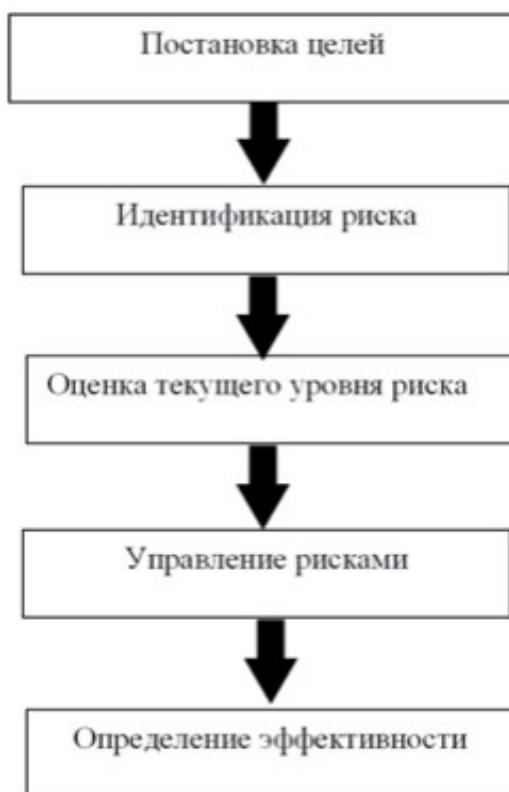 Постановка целей
Идентификация риска
Оценка текущего уровня риска
Управление рисками
Определение эффективности